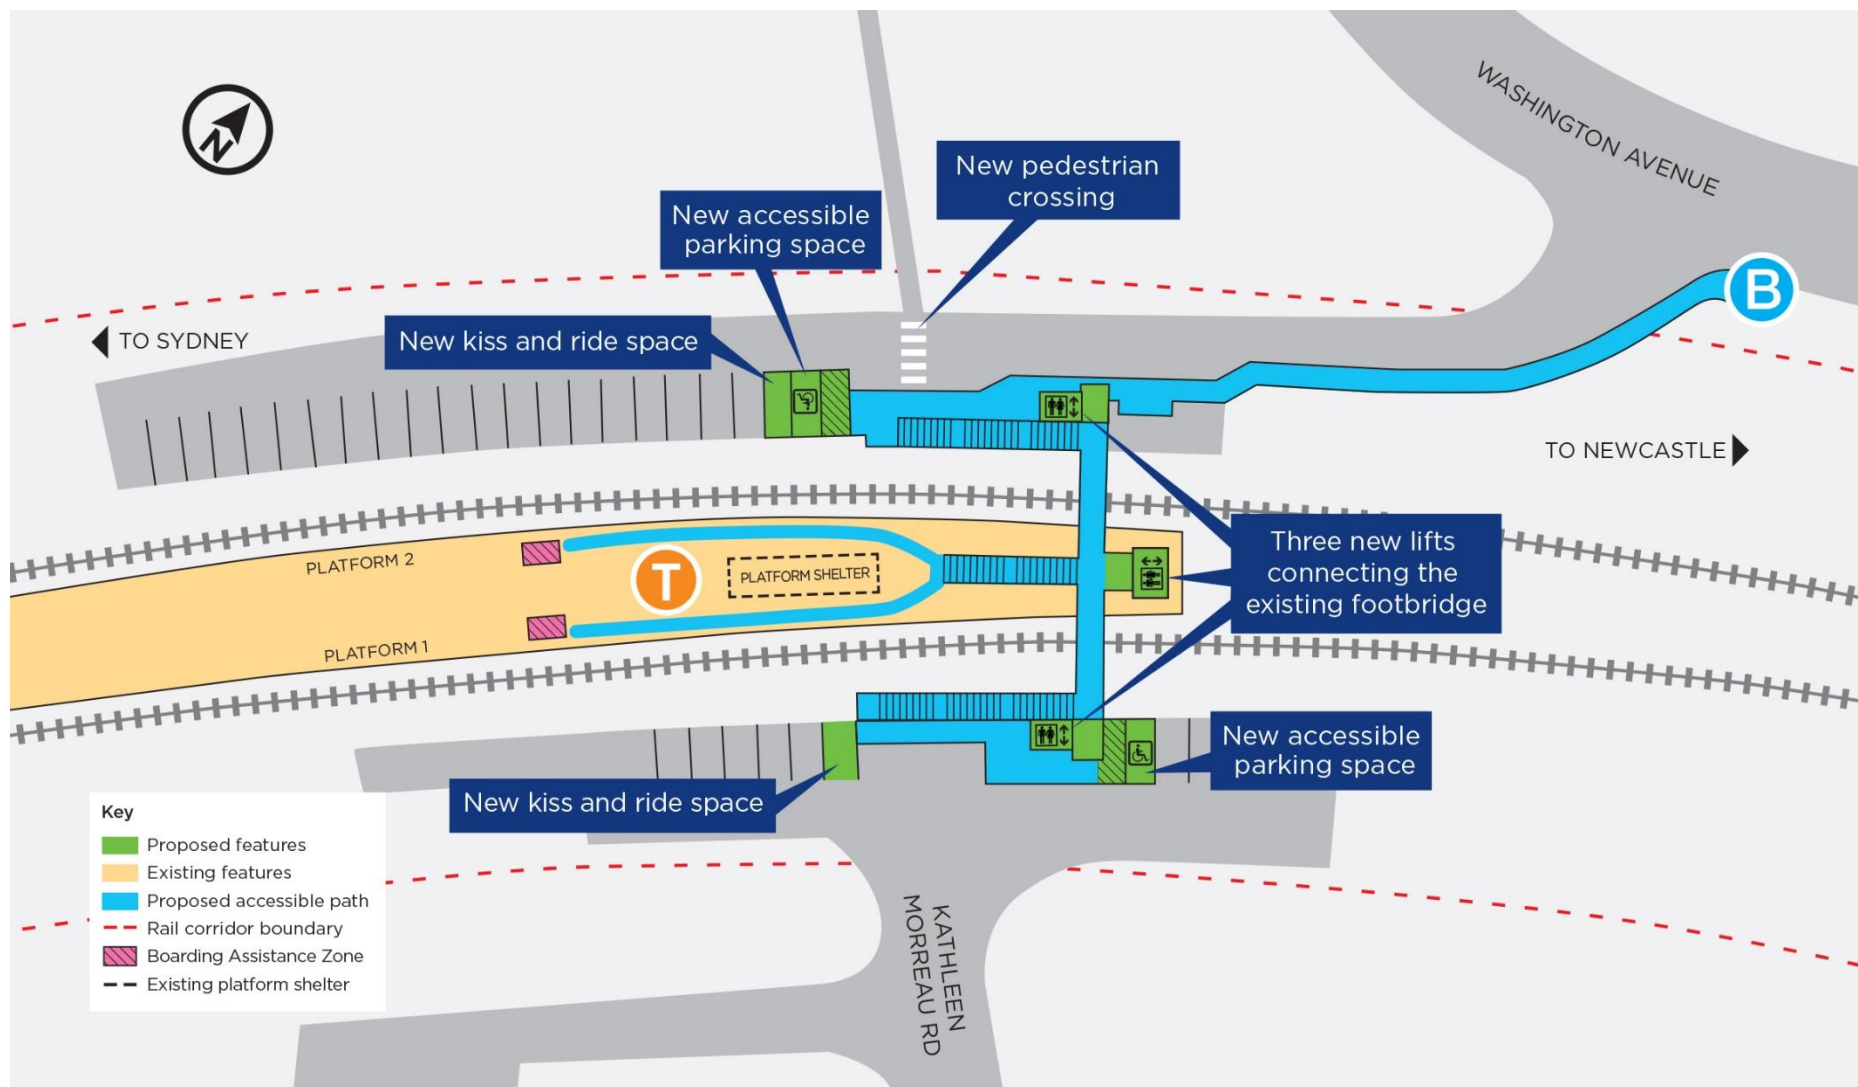 N
WASHINGTON AVENUE
New pedestrian
crossing
New accessible
parking space
B
New kiss and ride space
TO SYDNEY
TO NEWCASTLE
Three new lifts
connecting the
existing footbridge
PLATFORM 2
T
PLATFORM SHELTER
PLATFORM 1
New accessible
parking space
New kiss and ride space
Key
Proposed features
Existing features
Proposed accessible path
Rail corridor boundary
Boarding Assistance Zone
Existing platform shelter
KATHLEEN
MORREAU RD